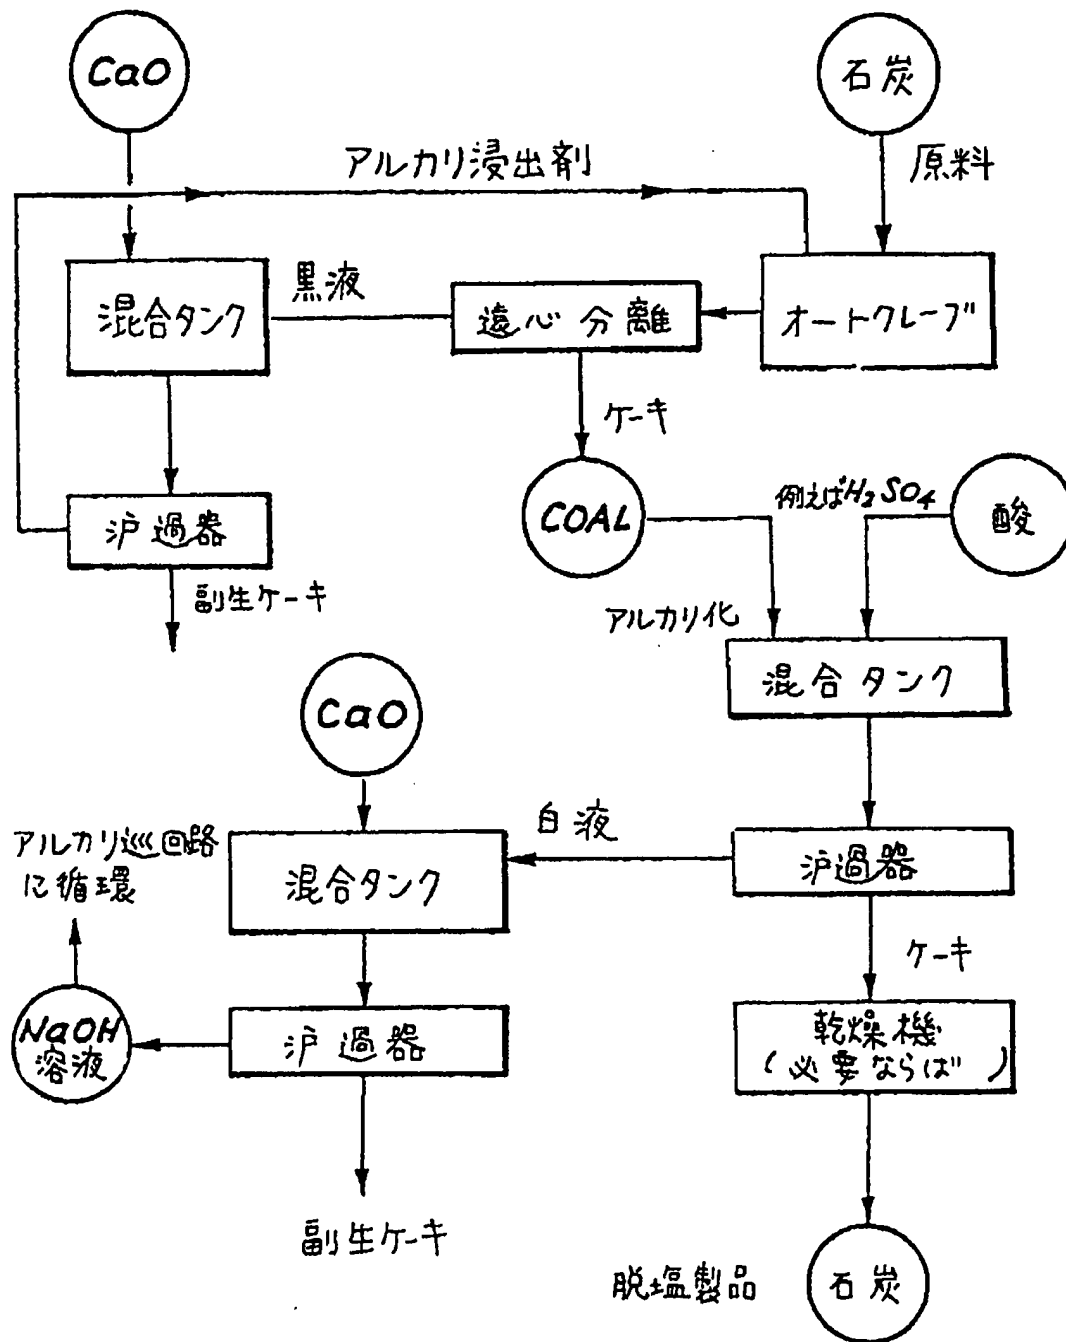 CaO
石炭
アルカリ浸出剤
原料
混合タンク
黒液
遠心分離
オートクレーブ
ケーキ
COAL
例えばH₂SO₄
酸
沪過器
副生ケーキ
アルカリ化
混合タンク
CaO
白液
アルカリ巡回路
に循環
混合タンク
沪過器
ケーキ
NaOH
溶液
沪過器
乾燥機
(必要ならば)
副生ケーキ
脱塩製品
石炭